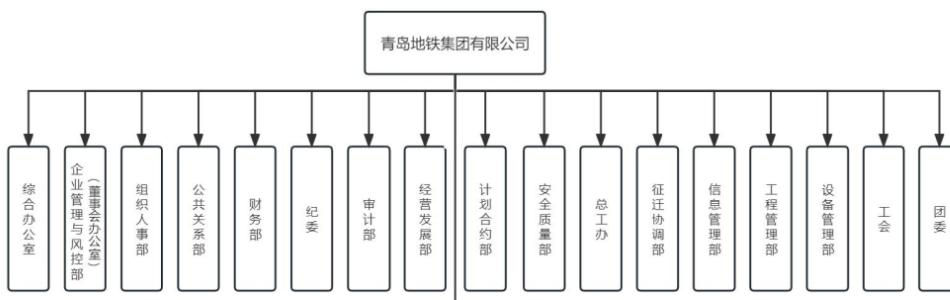 青岛地铁集团有限公司
综合办公室
企业管理与风控部
（董事会办公室）
组织人事部
公共关系部
财务部
纪委
审计部
经营发展部
计划合约部
安全质量部
总工办
征迁协调部
信息管理部
工程管理部
设备管理部
工会
团委